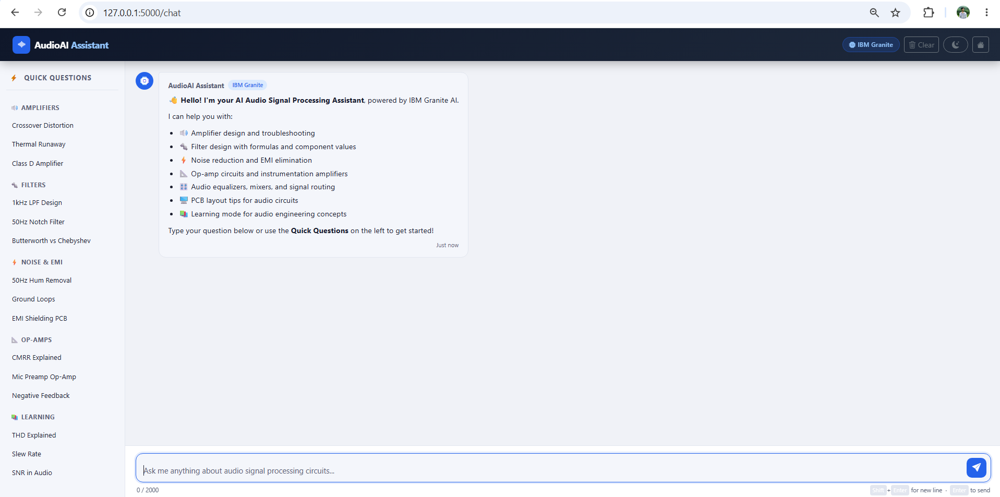 127.0.0.1:5000/chat
AudioAI Assistant
IBM Granite
Clear
QUICK QUESTIONS
AMPLIFIERS
Crossover Distortion
Thermal Runaway
Class D Amplifier
FILTERS
1kHz LPF Design
50Hz Notch Filter
Butterworth vs Chebyshev
NOISE & EMI
50Hz Hum Removal
Ground Loops
EMI Shielding PCB
OP-AMPS
CMRR Explained
Mic Preamp Op-Amp
Negative Feedback
LEARNING
THD Explained
Slew Rate
SNR in Audio
AudioAI Assistant IBM Granite
👋 Hello! I'm your AI Audio Signal Processing Assistant, powered by IBM Granite AI.
I can help you with:
• 🔊 Amplifier design and troubleshooting
• 🔩 Filter design with formulas and component values
• ⚡ Noise reduction and EMI elimination
• 📐 Op-amp circuits and instrumentation amplifiers
• 🎛️ Audio equalizers, mixers, and signal routing
• 🖥️ PCB layout tips for audio circuits
• 📚 Learning mode for audio engineering concepts
Type your question below or use the Quick Questions on the left to get started!
Just now
Ask me anything about audio signal processing circuits...
0 / 2000
Shift + Enter for new line · Enter to send